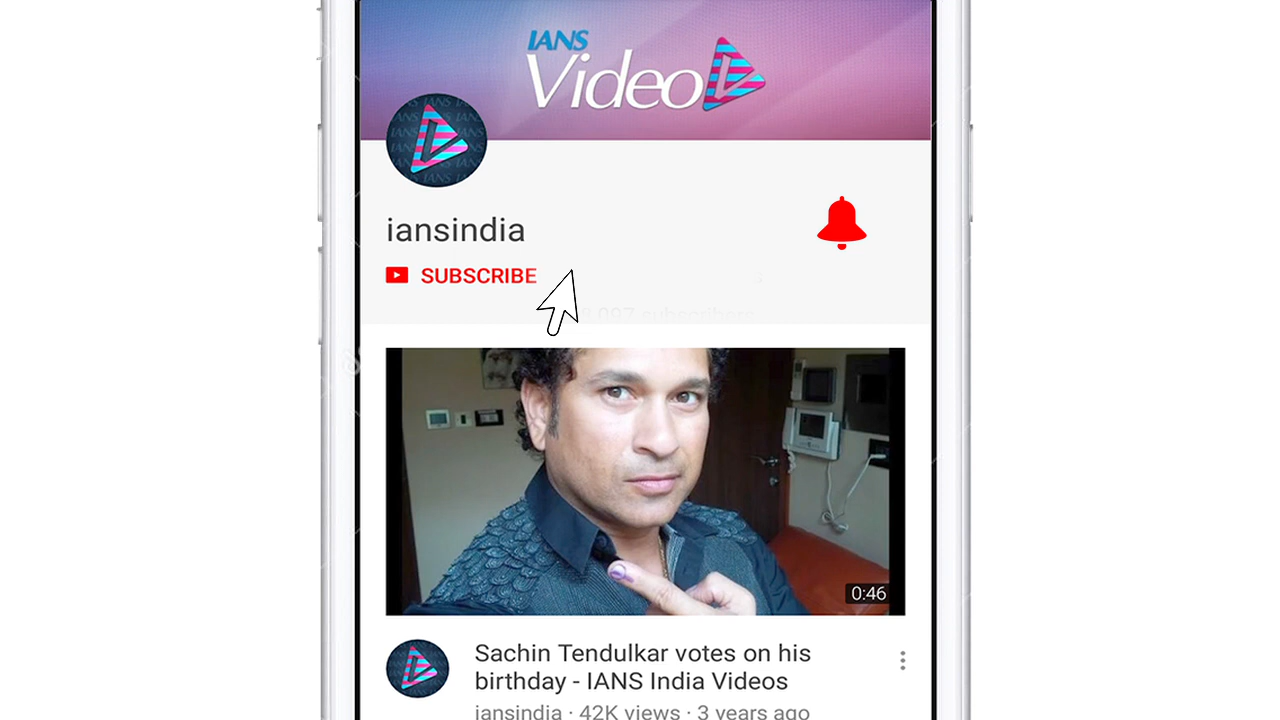 IANS
Video
iansindia
SUBSCRIBE
subscribers
0:46
Sachin Tendulkar votes on his
birthday - IANS India Videos
iansindia · 42K views · 3 years ago